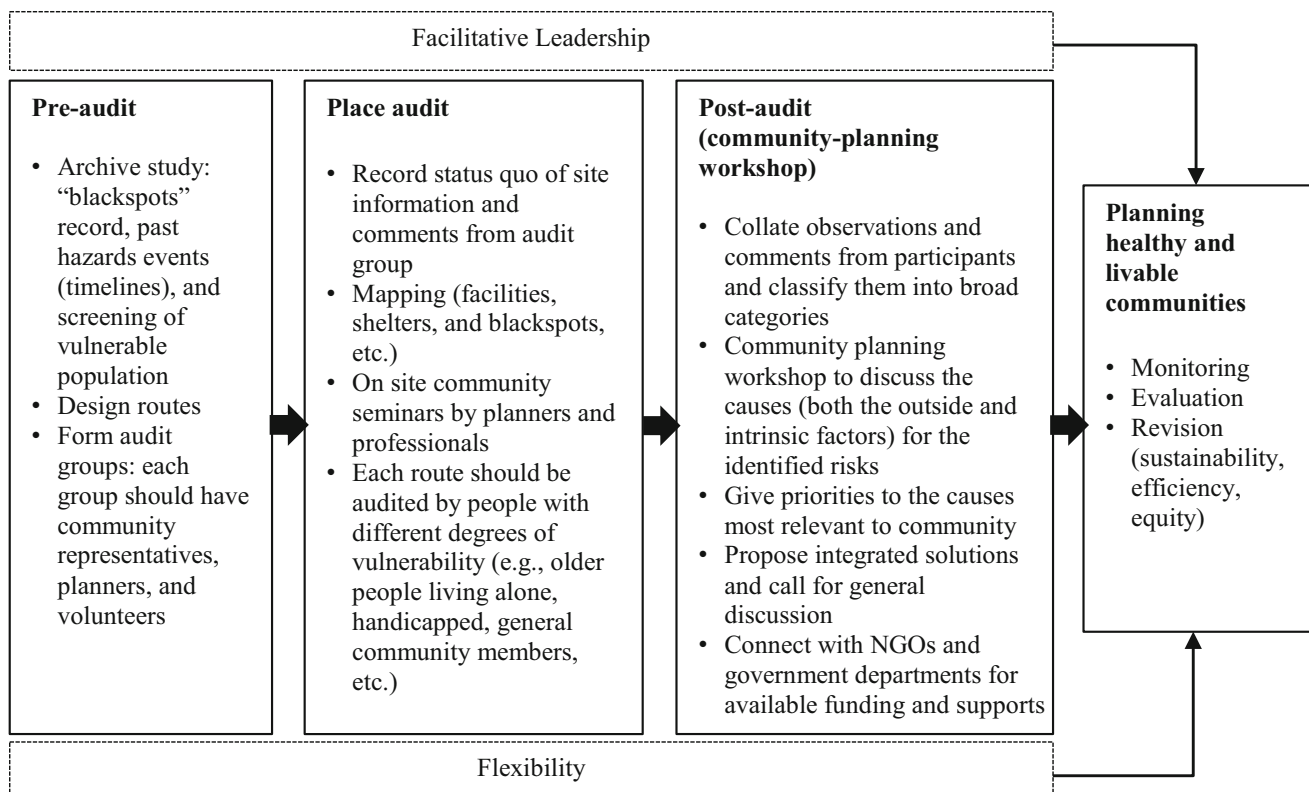 Facilitative Leadership
Pre-audit
• Archive study:
“blackspots”
record, past
hazards events
(timelines), and
screening of
vulnerable
population
• Design routes
• Form audit
groups: each
group should have
community
representatives,
planners, and
volunteers
Place audit
• Record status quo of site
information and
comments from audit
group
• Mapping (facilities,
shelters, and blackspots,
etc.)
• On site community
seminars by planners and
professionals
• Each route should be
audited by people with
different degrees of
vulnerability (e.g., older
people living alone,
handicapped, general
community members,
etc.)
Post-audit
(community-planning
workshop)
• Collate observations and
comments from participants
and classify them into broad
categories
• Community planning
workshop to discuss the
causes (both the outside and
intrinsic factors) for the
identified risks
• Give priorities to the causes
most relevant to community
• Propose integrated solutions
and call for general
discussion
• Connect with NGOs and
government departments for
available funding and supports
Planning
healthy and
livable
communities
• Monitoring
• Evaluation
• Revision
(sustainability,
efficiency,
equity)
Flexibility